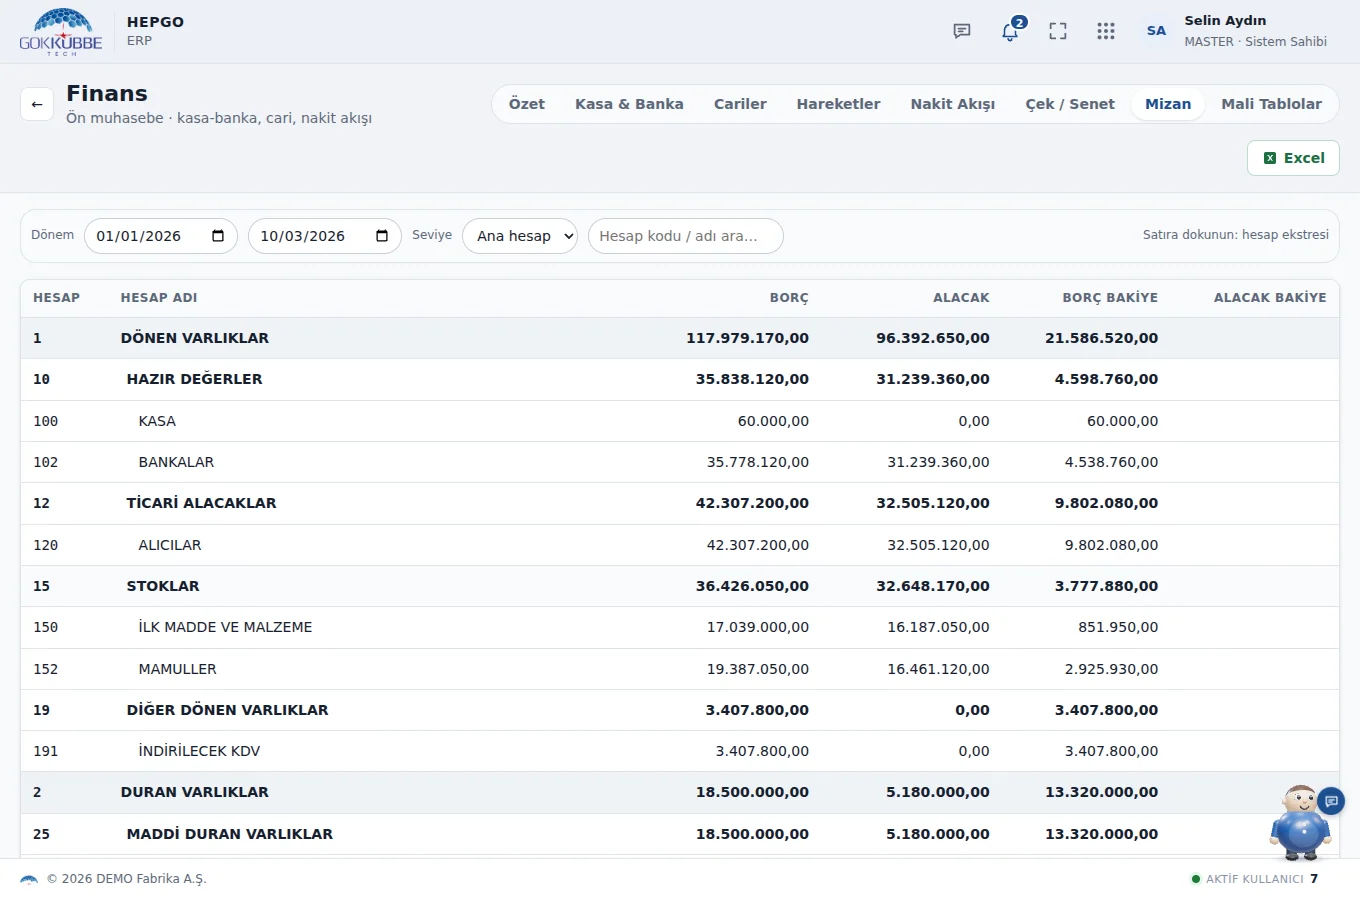 GÖKKUBBE
TECH
HEPGO
ERP
2
SA
Selin Aydın
MASTER · Sistem Sahibi
←
Finans
Ön muhasebe · kasa-banka, cari, nakit akışı
Özet Kasa & Banka Cariler Hareketler Nakit Akışı Çek / Senet Mizan Mali Tablolar
X Excel
Dönem 01/01/2026 10/03/2026 Seviye Ana hesap Hesap kodu / adı ara… Satıra dokunun: hesap ekstresi
HESAP HESAP ADI BORÇ ALACAK BORÇ BAKİYE ALACAK BAKİYE
1 DÖNEN VARLIKLAR 117.979.170,00 96.392.650,00 21.586.520,00
10 HAZIR DEĞERLER 35.838.120,00 31.239.360,00 4.598.760,00
100 KASA 60.000,00 0,00 60.000,00
102 BANKALAR 35.778.120,00 31.239.360,00 4.538.760,00
12 TİCARİ ALACAKLAR 42.307.200,00 32.505.120,00 9.802.080,00
120 ALICILAR 42.307.200,00 32.505.120,00 9.802.080,00
15 STOKLAR 36.426.050,00 32.648.170,00 3.777.880,00
150 İLK MADDE VE MALZEME 17.039.000,00 16.187.050,00 851.950,00
152 MAMULLER 19.387.050,00 16.461.120,00 2.925.930,00
19 DİĞER DÖNEN VARLIKLAR 3.407.800,00 0,00 3.407.800,00
191 İNDİRİLECEK KDV 3.407.800,00 0,00 3.407.800,00
2 DURAN VARLIKLAR 18.500.000,00 5.180.000,00 13.320.000,00
25 MADDİ DURAN VARLIKLAR 18.500.000,00 5.180.000,00 13.320.000,00
© 2026 DEMO Fabrika A.Ş.
AKTİF KULLANICI 7